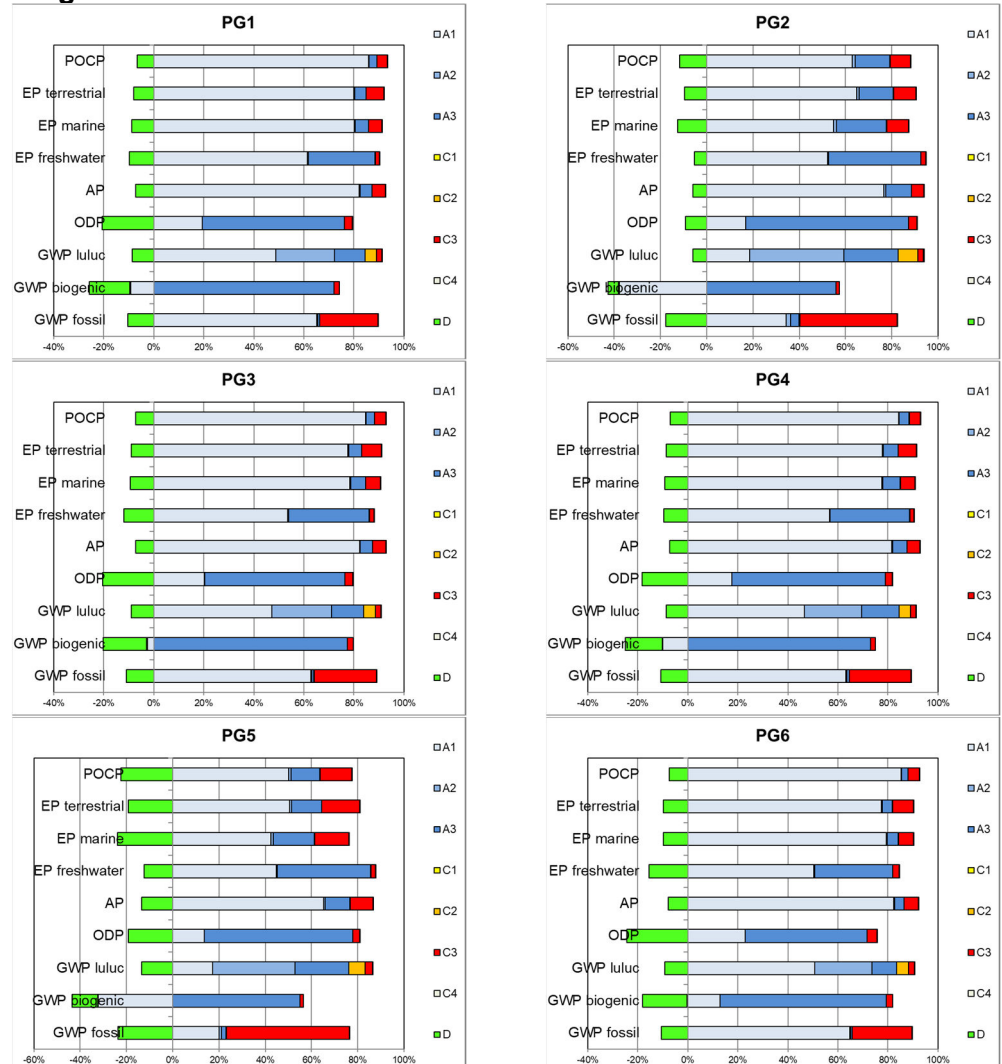 PG1
POCP
EP terrestrial
EP marine
EP freshwater
AP
ODP
GWP luluc
GWP biogenic
GWP fossil
-40% -20% 0% 20% 40% 60% 80% 100%
A1
A2
A3
C1
C2
C3
C4
D
PG2
POCP
EP terrestrial
EP marine
EP freshwater
AP
ODP
GWP luluc
GWP biogenic
GWP fossil
-60% -40% -20% 0% 20% 40% 60% 80% 100%
A1
A2
A3
C1
C2
C3
C4
D
PG3
POCP
EP terrestrial
EP marine
EP freshwater
AP
ODP
GWP luluc
GWP biogenic
GWP fossil
-40% -20% 0% 20% 40% 60% 80% 100%
A1
A2
A3
C1
C2
C3
C4
D
PG4
POCP
EP terrestrial
EP marine
EP freshwater
AP
ODP
GWP luluc
GWP biogenic
GWP fossil
-40% -20% 0% 20% 40% 60% 80% 100%
A1
A2
A3
C1
C2
C3
C4
D
PG5
POCP
EP terrestrial
EP marine
EP freshwater
AP
ODP
GWP luluc
GWP biogenic
GWP fossil
-60% -40% -20% 0% 20% 40% 60% 80% 100%
A1
A2
A3
C1
C2
C3
C4
D
PG6
POCP
EP terrestrial
EP marine
EP freshwater
AP
ODP
GWP luluc
GWP biogenic
GWP fossil
-40% -20% 0% 20% 40% 60% 80% 100%
A1
A2
A3
C1
C2
C3
C4
D